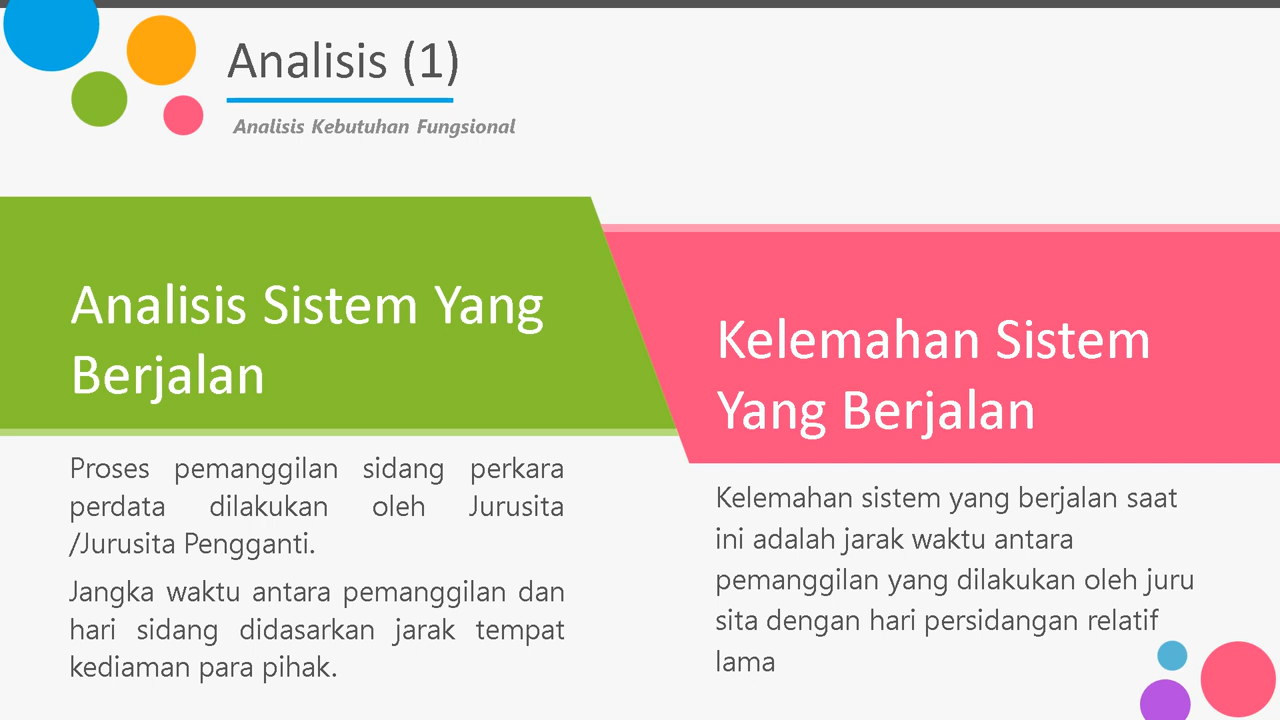 Analisis (1)
Analisis Kebutuhan Fungsional
Analisis Sistem Yang
Berjalan
Proses pemanggilan sidang perkara
perdata dilakukan oleh Jurusita
/Jurusita Pengganti.
Jangka waktu antara pemanggilan dan
hari sidang didasarkan jarak tempat
kediaman para pihak.
Kelemahan Sistem
Yang Berjalan
Kelemahan sistem yang berjalan saat
ini adalah jarak waktu antara
pemanggilan yang dilakukan oleh juru
sita dengan hari persidangan relatif
lama